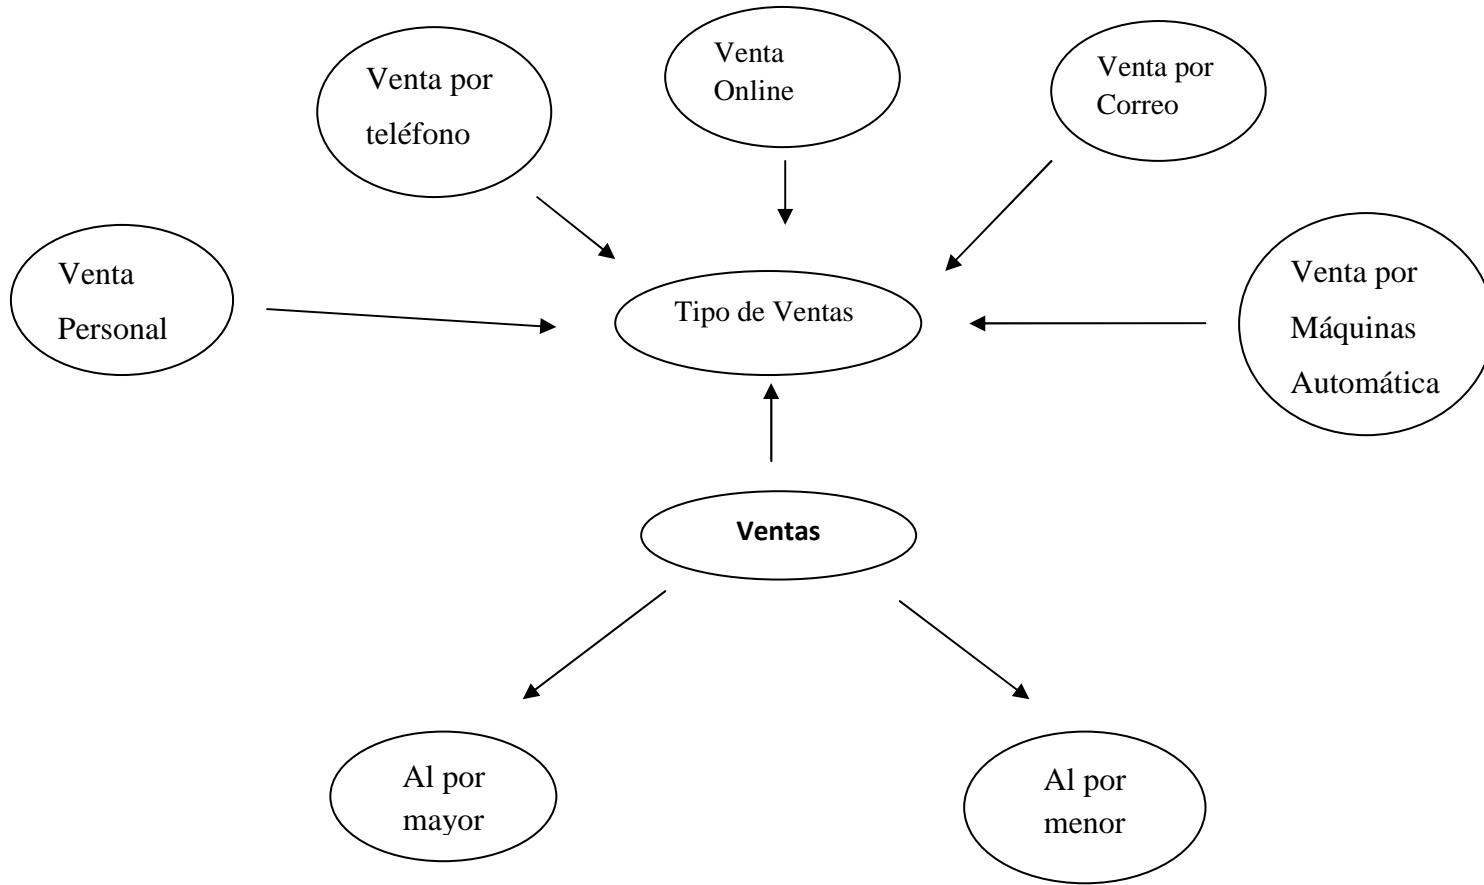 Venta
Online
Venta por
Correo
Venta por
teléfono
Venta
Personal
Tipo de Ventas
Venta por
Máquinas
Automática
Ventas
Al por
mayor
Al por
menor